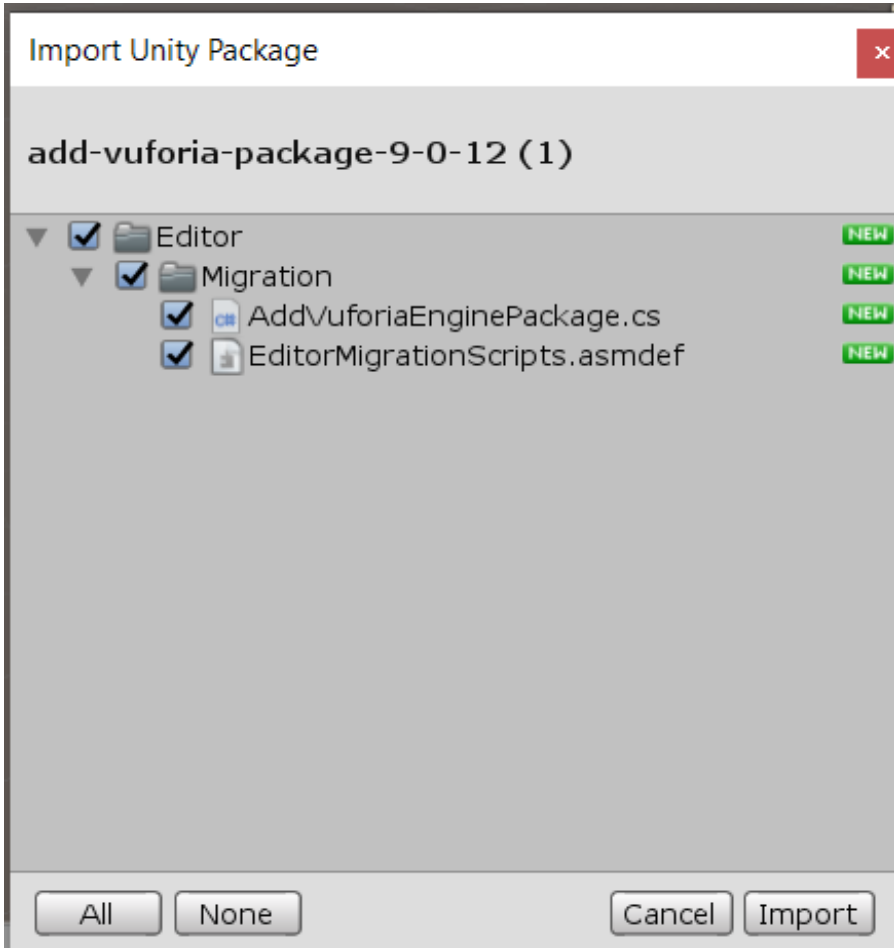 Import Unity Package
x
add-vuforia-package-9-0-12 (1)
Editor NEW
Migration NEW
c# AddVuforiaEnginePackage.cs NEW
EditorMigrationScripts.asmdef NEW
All None Cancel Import